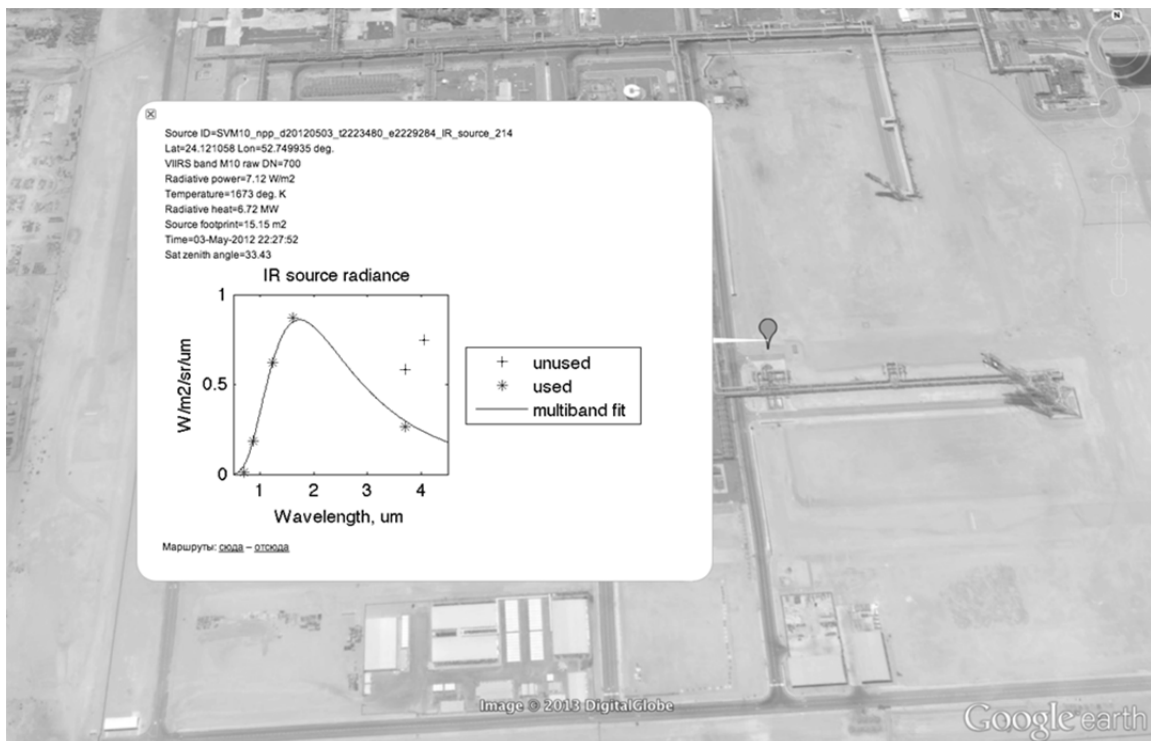 N
Source ID=SVM10_npp_d20120503_t2223480_e2229284_IR_source_214
Lat=24.121058 Lon=52.749935 deg.
VIIRS band M10 raw DN=700
Radiative power=7.12 W/m2
Temperature=1673 deg. K
Radiative heat=6.72 MW
Source footprint=15.15 m2
Time=03-May-2012 22:27:52
Sat zenith angle=33.43
IR source radiance
1
0.5
0
W/m2/sr/um
1 2 3 4
Wavelength, um
unused
used
multiband fit
Маршруты: сюда – отсюда
Image © 2013 DigitalGlobe
Google earth